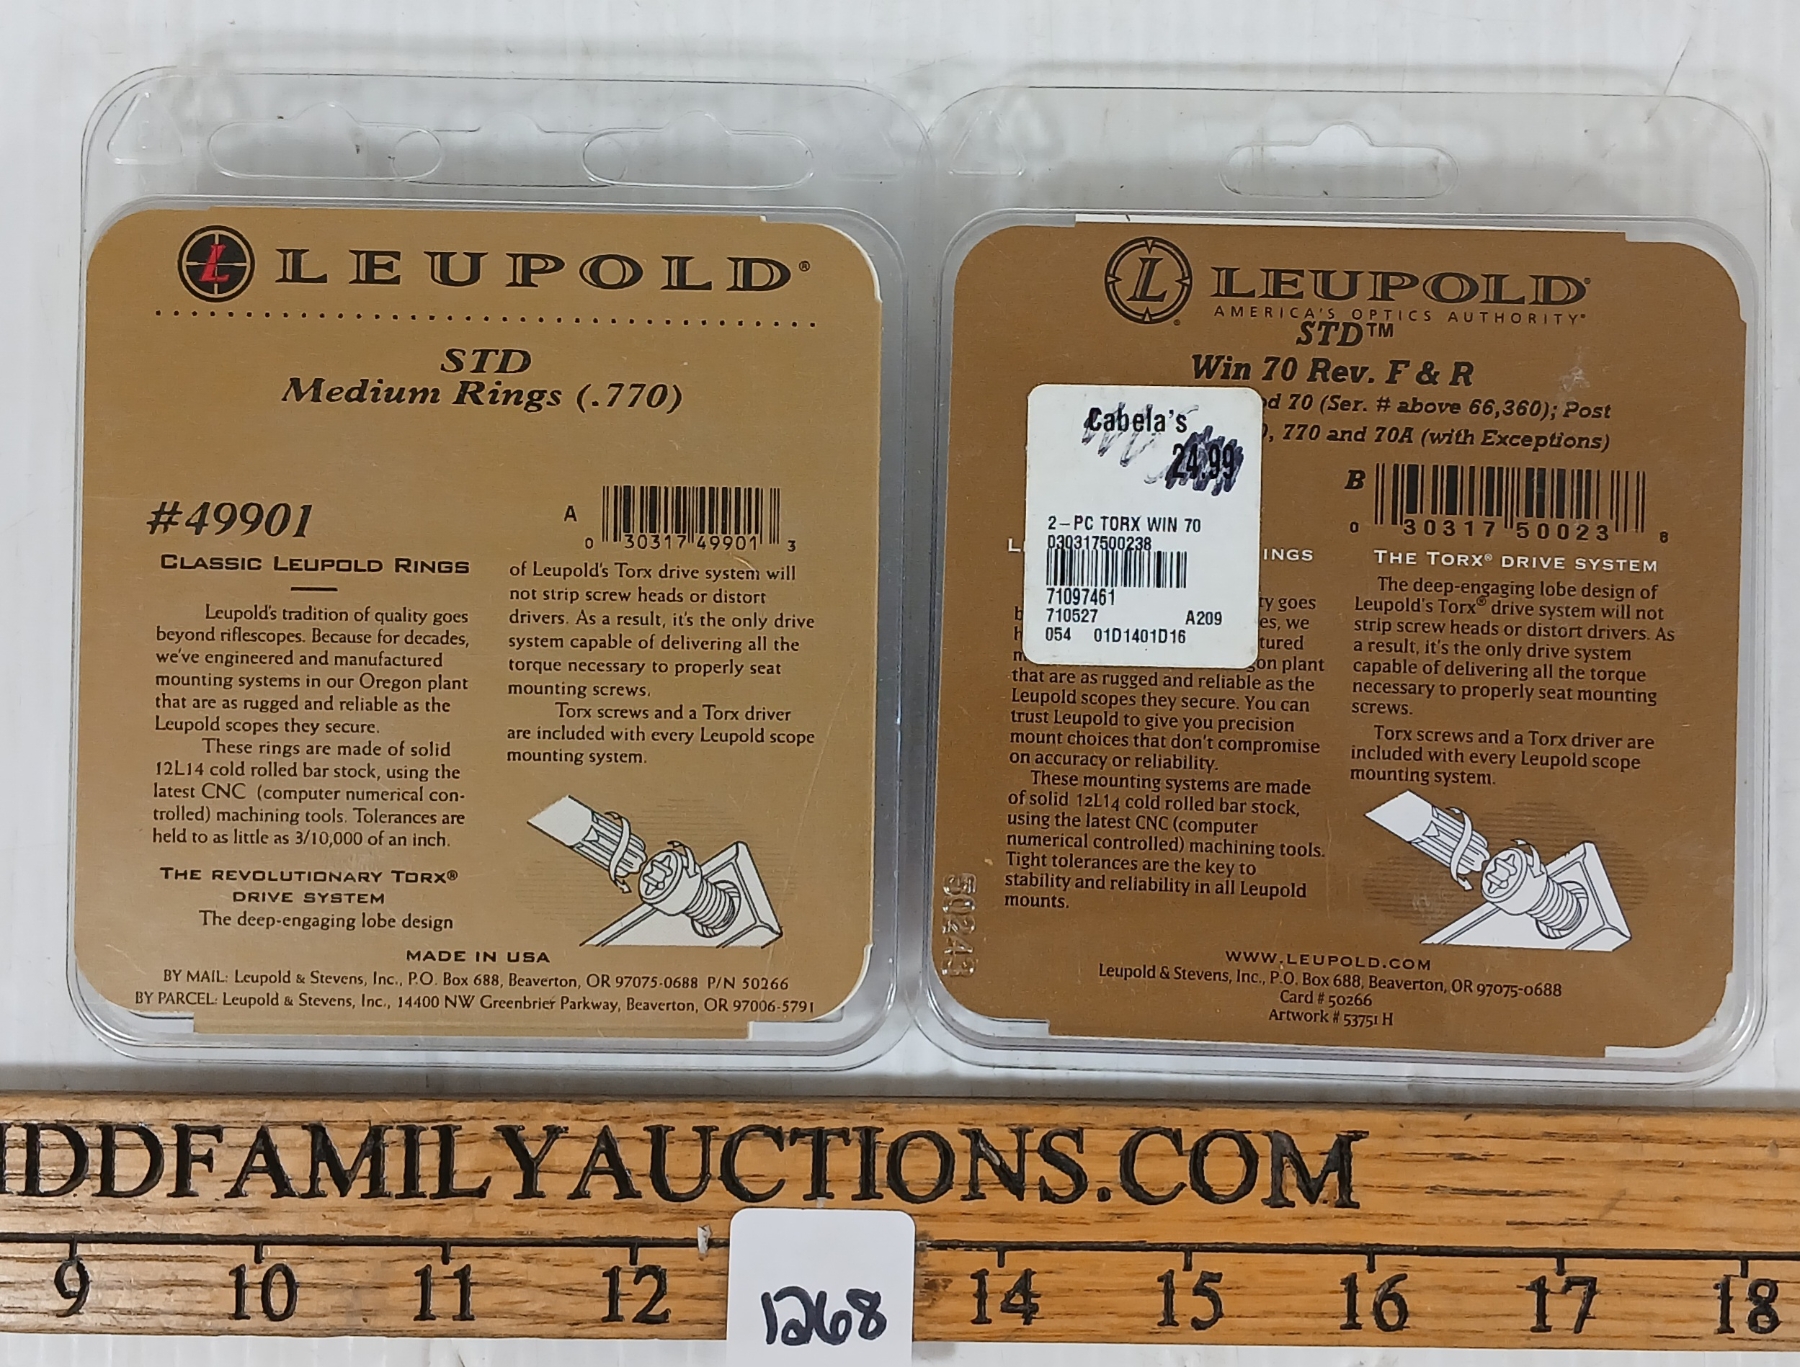 LEUPOLD®
STD
Medium Rings (.770)
#49901
A
0 30317 49901 3
CLASSIC LEUPOLD RINGS
Leupold's tradition of quality goes
beyond riflescopes. Because for decades,
we've engineered and manufactured
mounting systems in our Oregon plant
that are as rugged and reliable as the
Leupold scopes they secure.
These rings are made of solid
12L14 cold rolled bar stock, using the
latest CNC (computer numerical con-
trolled) machining tools. Tolerances are
held to as little as 3/10,000 of an inch.
THE REVOLUTIONARY TORX®
DRIVE SYSTEM
The deep-engaging lobe design
of Leupold's Torx drive system will
not strip screw heads or distort
drivers. As a result, it's the only drive
system capable of delivering all the
torque necessary to properly seat
mounting screws.
Torx screws and a Torx driver
are included with every Leupold scope
mounting system.
MADE IN USA
BY MAIL: Leupold & Stevens, Inc., P.O. Box 688, Beaverton, OR 97075-0688 P/N 50266
BY PARCEL: Leupold & Stevens, Inc., 14400 NW Greenbrier Parkway, Beaverton, OR 97006-5791
L LEUPOLD®
AMERICA'S OPTICS AUTHORITY®
STD™
Win 70 Rev. F & R
70 (Ser. # above 66,360); Post
, 770 and 70A (with Exceptions)
Cabela's
24.99
2-PC TORX WIN 70
030317500238
71097461
710527 A209
054 01D1401D16
B
0 30317 50023 8
INGS
goes
we
tured
plant
that are as rugged and reliable as the
Leupold scopes they secure. You can
trust Leupold to give you precision
mount choices that don't compromise
on accuracy or reliability.
These mounting systems are made
of solid 12L14 cold rolled bar stock,
using the latest CNC (computer
numerical controlled) machining tools.
Tight tolerances are the key to
stability and reliability in all Leupold
mounts.
THE TORX® DRIVE SYSTEM
The deep-engaging lobe design of
Leupold's Torx® drive system will not
strip screw heads or distort drivers. As
a result, it's the only drive system
capable of delivering all the torque
necessary to properly seat mounting
screws.
Torx screws and a Torx driver are
included with every Leupold scope
mounting system.
50243
WWW.LEUPOLD.COM
Leupold & Stevens, Inc., P.O. Box 688, Beaverton, OR 97075-0688
Card # 50266
Artwork # 53751 H
IDDFAMILYAUCTIONS.COM
9 10 11 12 14 15 16 17 18
1268